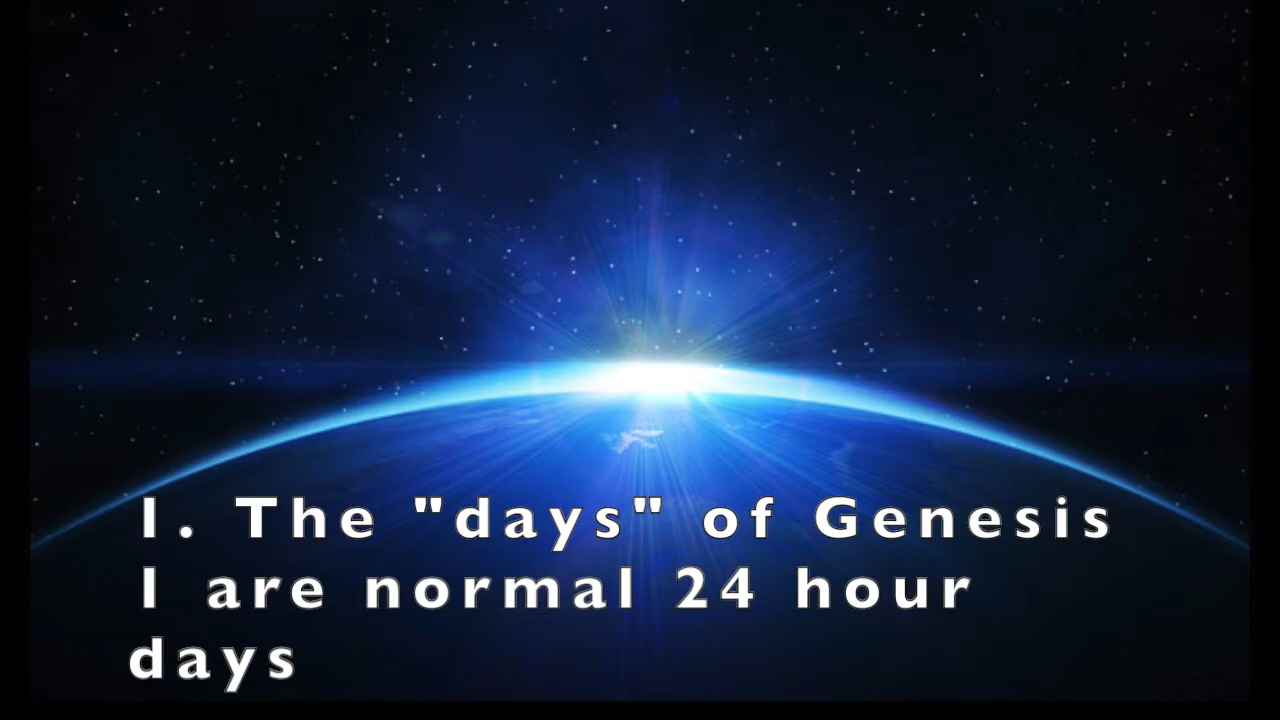 1. The "days" of Genesis
1 are normal 24 hour
days